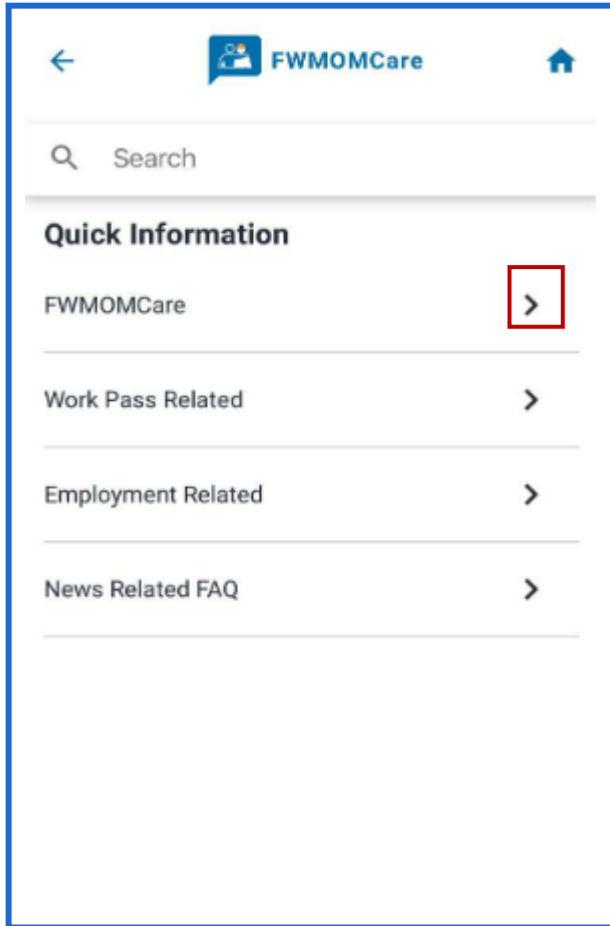 FWMOMCare
Search
Quick Information
FWMOMCare
Work Pass Related
Employment Related
News Related FAQ